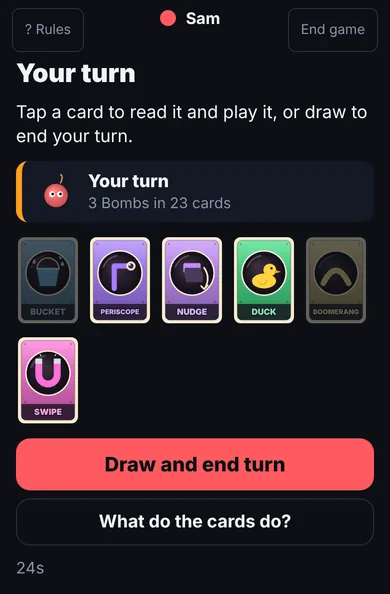 ? Rules
Sam
End game
Your turn
Tap a card to read it and play it, or draw to
end your turn.
Your turn
3 Bombs in 23 cards
BUCKET
PERISCOPE
NUDGE
DUCK
BOOMERANG
SWIPE
Draw and end turn
What do the cards do?
24s